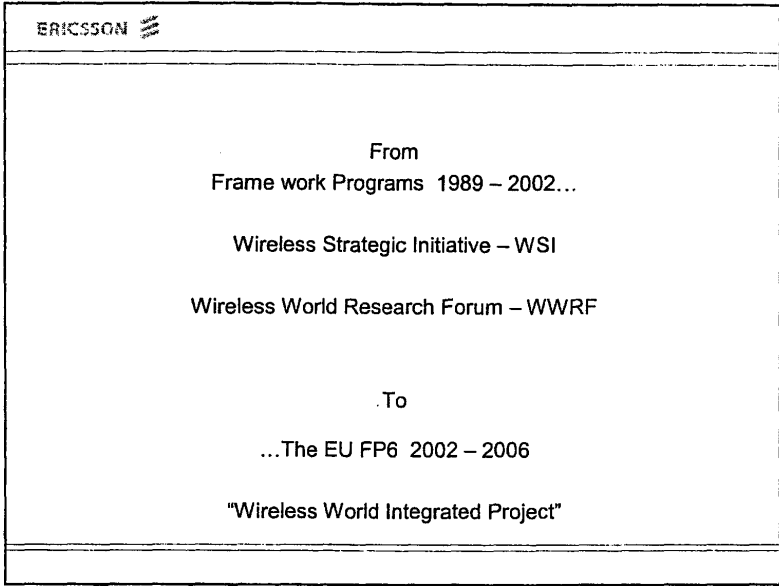 ERICSSON
From
Frame work Programs 1989 – 2002...
Wireless Strategic Initiative – WSI
Wireless World Research Forum – WWRF
To
...The EU FP6 2002 – 2006
"Wireless World Integrated Project"